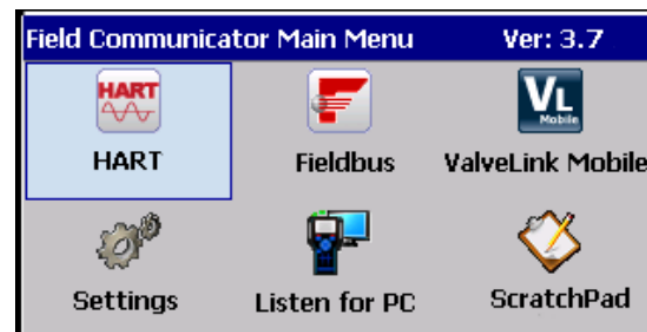 Field Communicator Main Menu Ver: 3.7
HART VL
Mobile
HART Fieldbus ValveLink Mobile
Settings Listen for PC ScratchPad